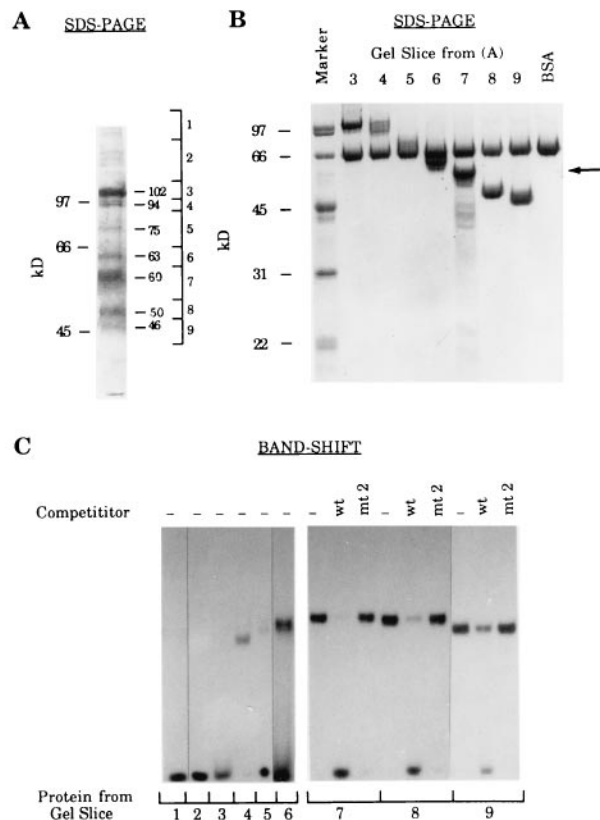 A SDS-PAGE
1
2
3
4
5
6
7
8
9
102
94
75
63
60
50
46
97
66
45
kD
B SDS-PAGE
Gel Slice from (A)
Marker 3 4 5 6 7 8 9 BSA
97
66
45
31
22
kD
C BAND-SHIFT
Competititor – – – – – – – wt mt 2 – wt mt 2 – wt mt 2
Protein from
Gel Slice 1 2 3 4 5 6 7 8 9